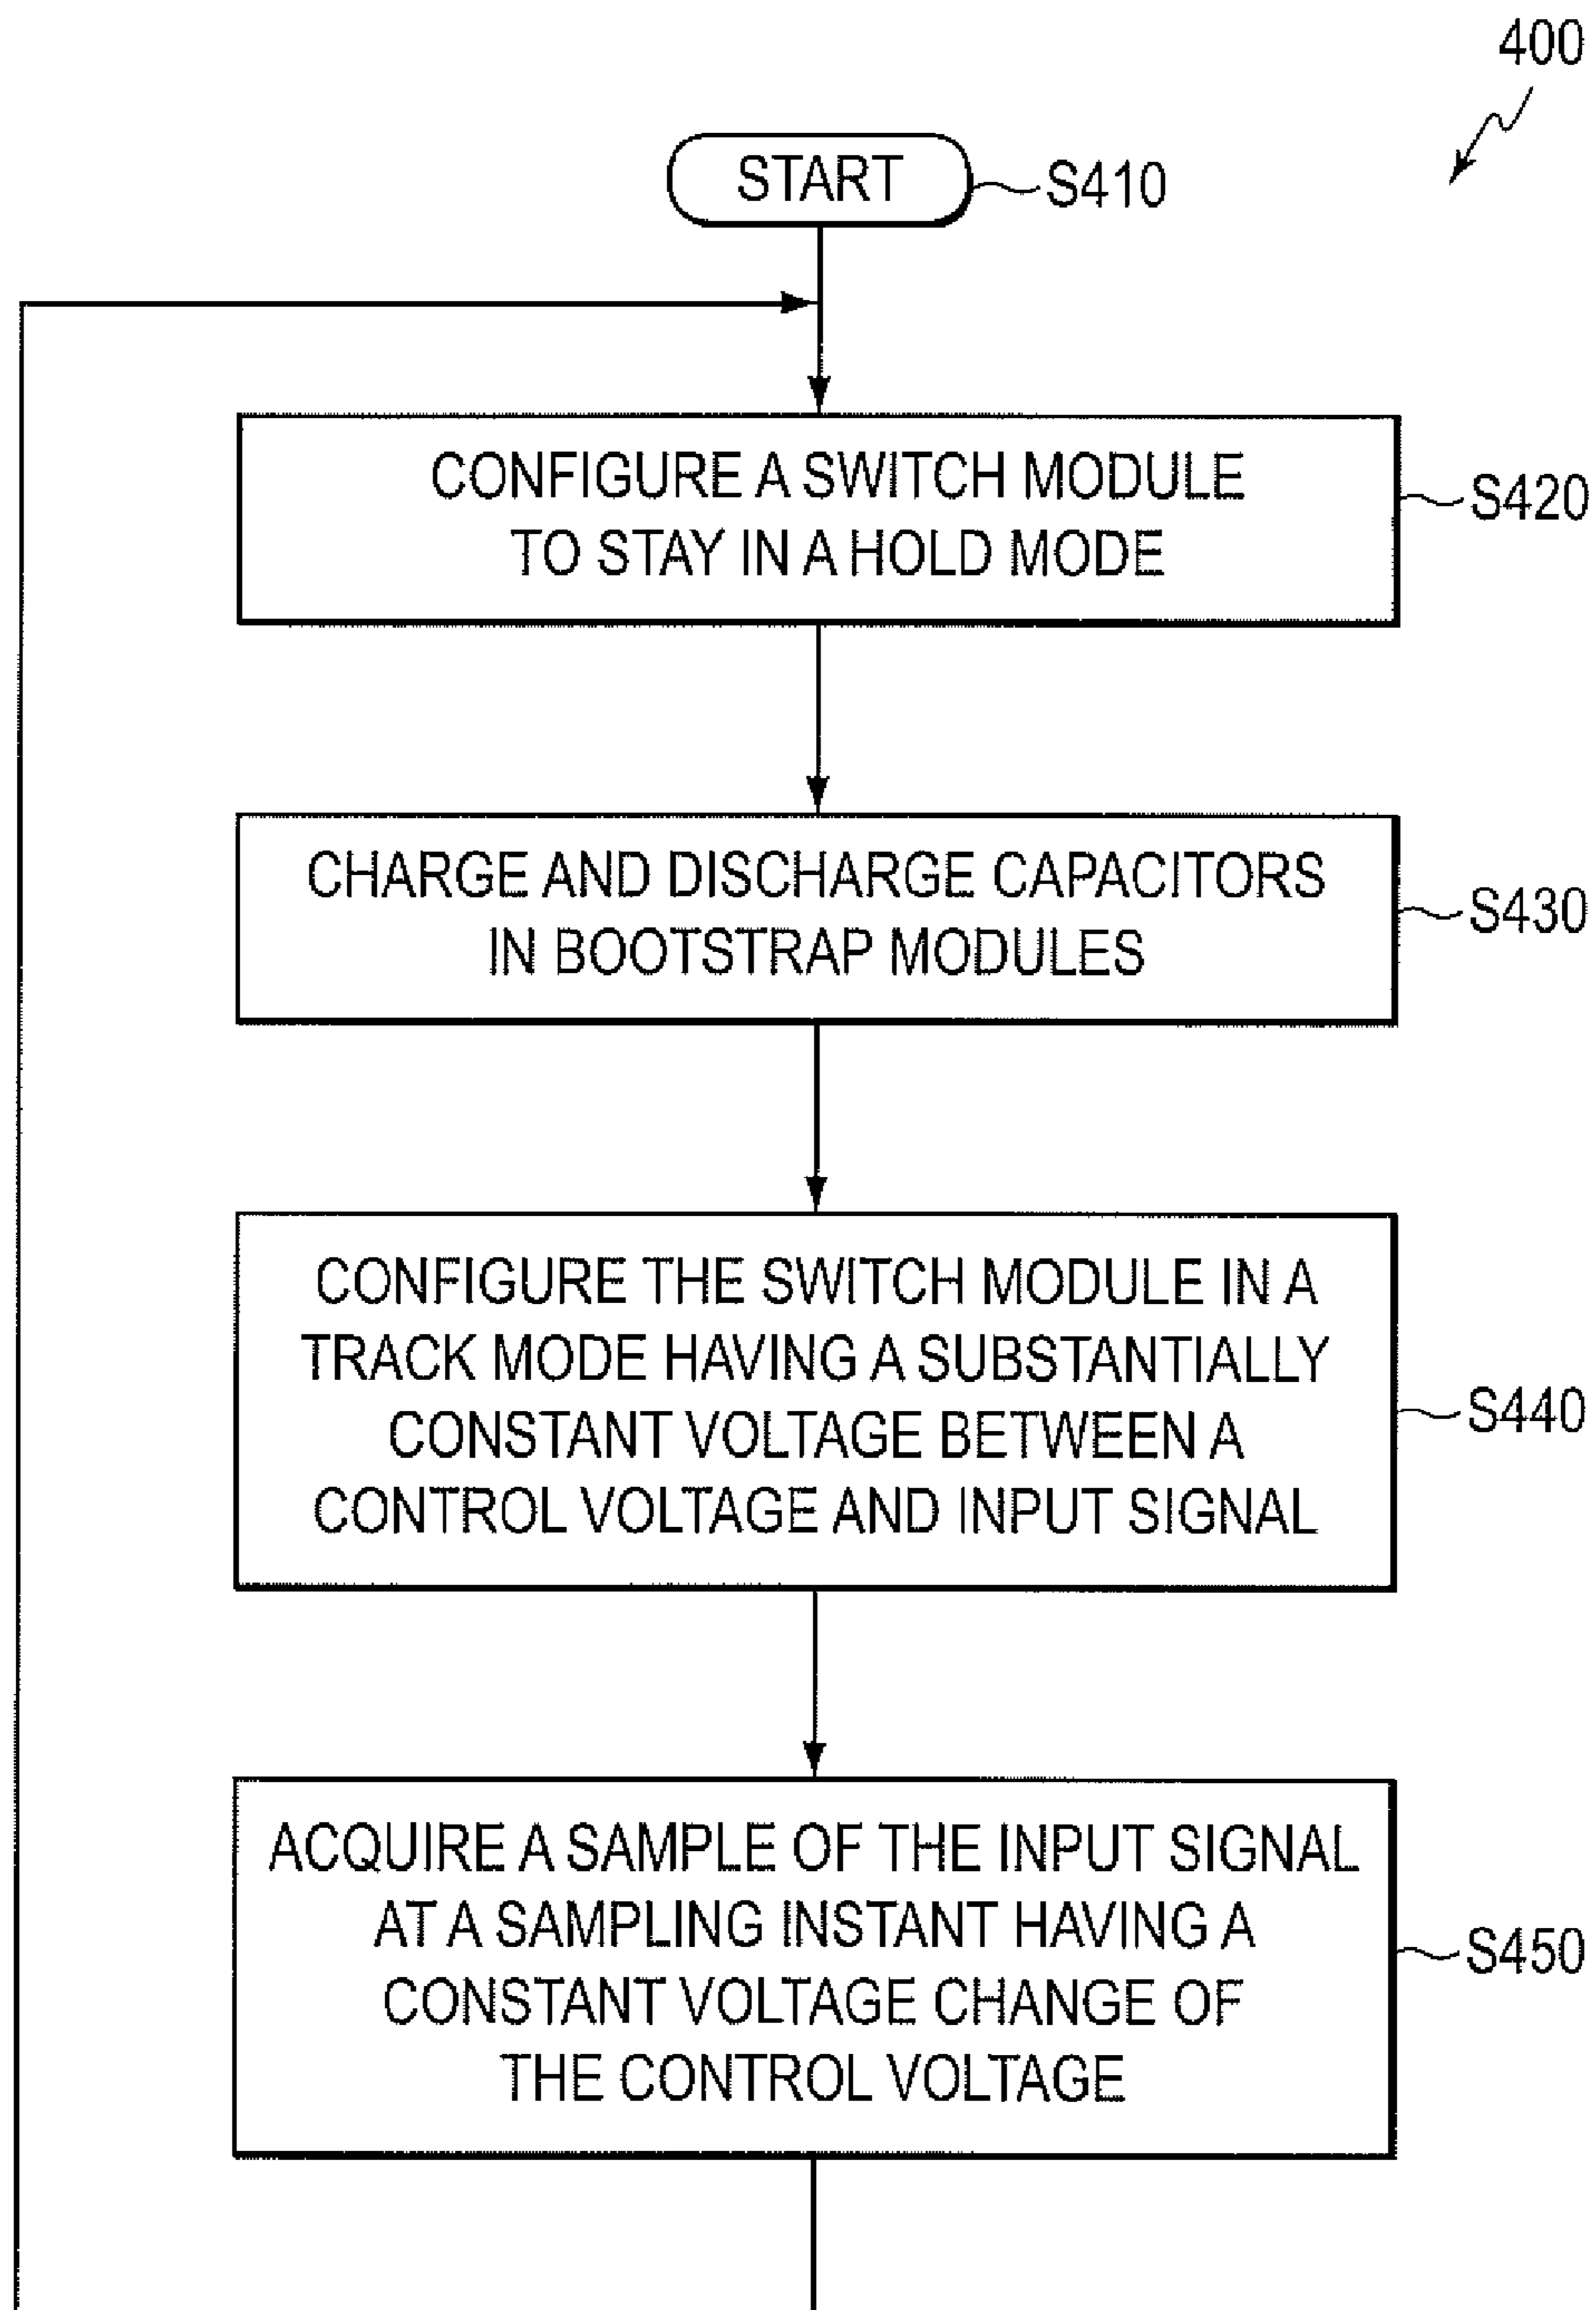 400
START
S410
CONFIGURE A SWITCH MODULE
TO STAY IN A HOLD MODE
S420
CHARGE AND DISCHARGE CAPACITORS
IN BOOTSTRAP MODULES
S430
CONFIGURE THE SWITCH MODULE IN A
TRACK MODE HAVING A SUBSTANTIALLY
CONSTANT VOLTAGE BETWEEN A
CONTROL VOLTAGE AND INPUT SIGNAL
S440
ACQUIRE A SAMPLE OF THE INPUT SIGNAL
AT A SAMPLING INSTANT HAVING A
CONSTANT VOLTAGE CHANGE OF
THE CONTROL VOLTAGE
S450